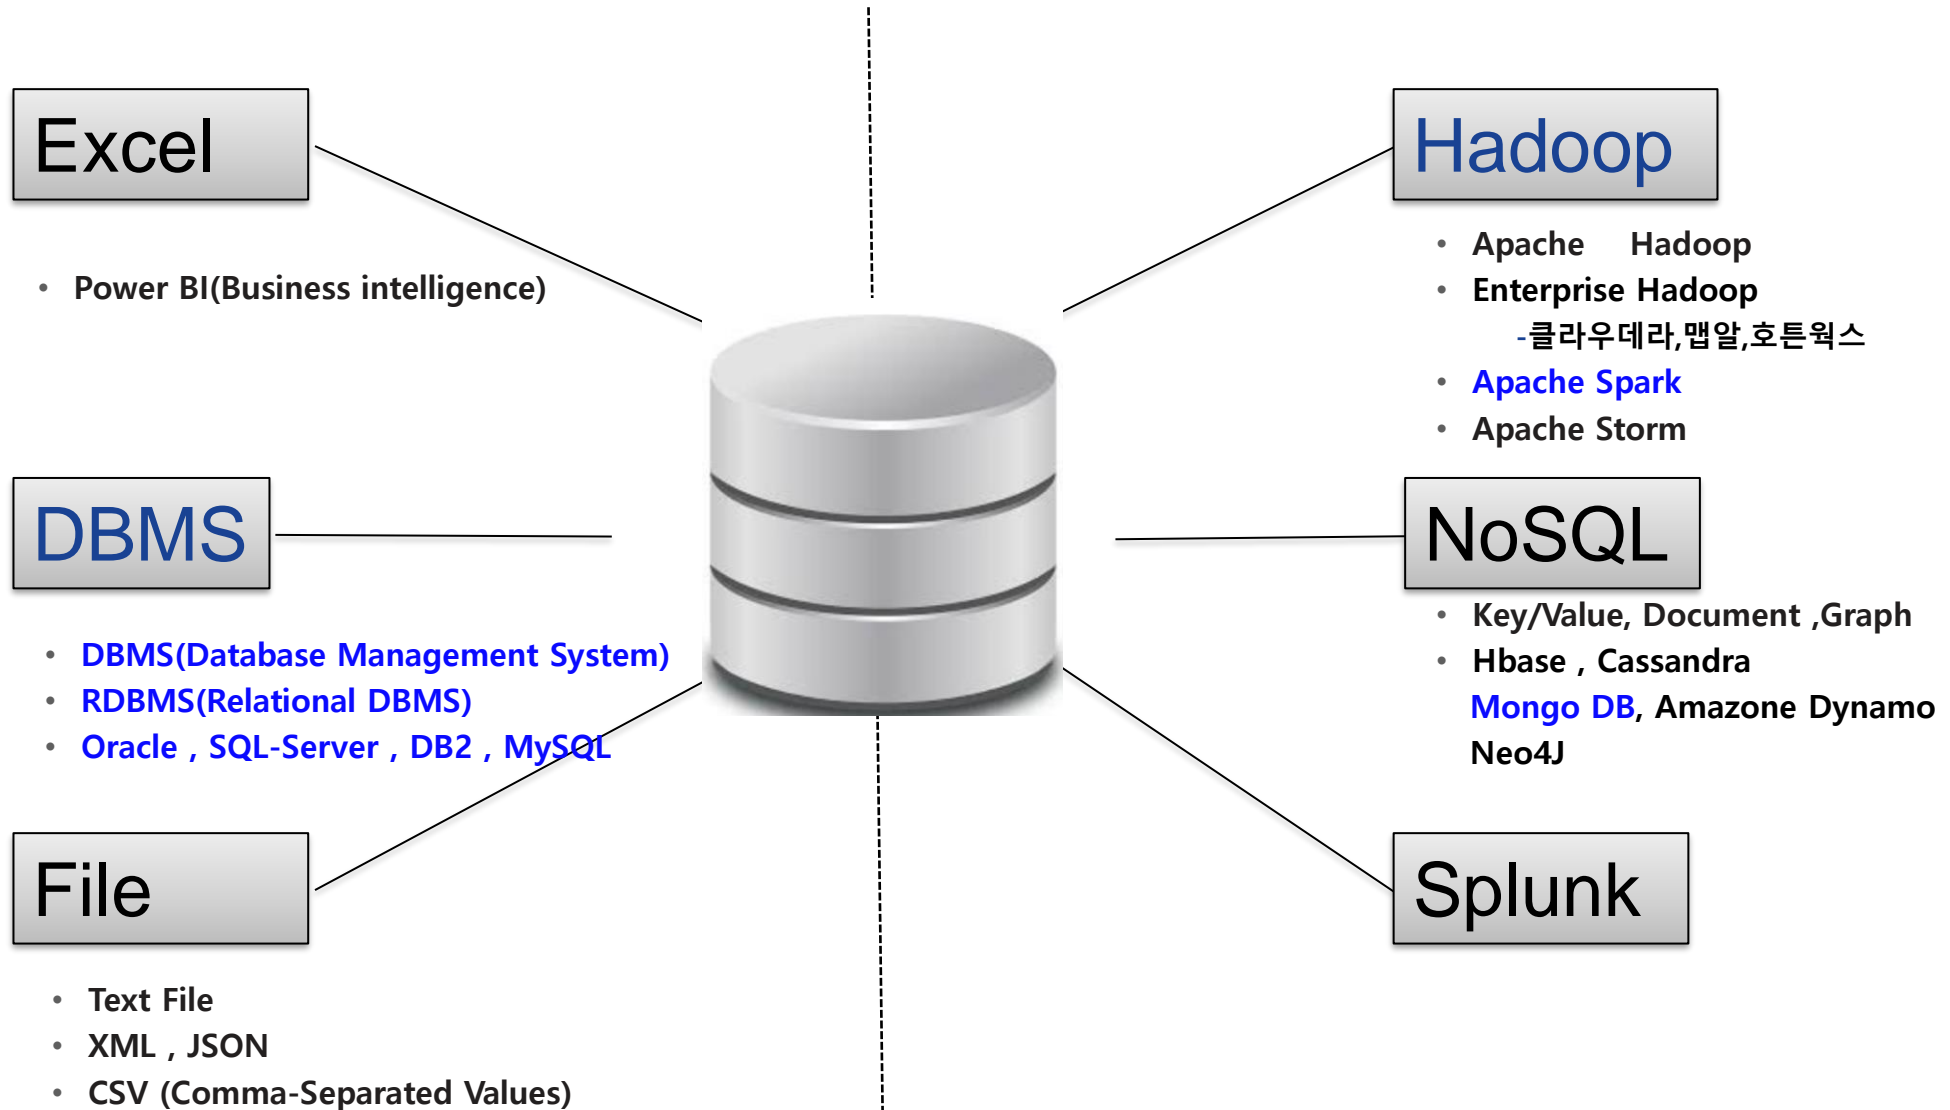 Excel
• Power BI(Business intelligence)
DBMS
• DBMS(Database Management System)
• RDBMS(Relational DBMS)
• Oracle , SQL-Server , DB2 , MySQL
File
• Text File
• XML , JSON
• CSV (Comma-Separated Values)
Hadoop
• Apache Hadoop
• Enterprise Hadoop
-클라우데라,맵알,호튼웍스
• Apache Spark
• Apache Storm
NoSQL
• Key/Value, Document ,Graph
• Hbase , Cassandra
Mongo DB, Amazone Dynamo
Neo4J
Splunk